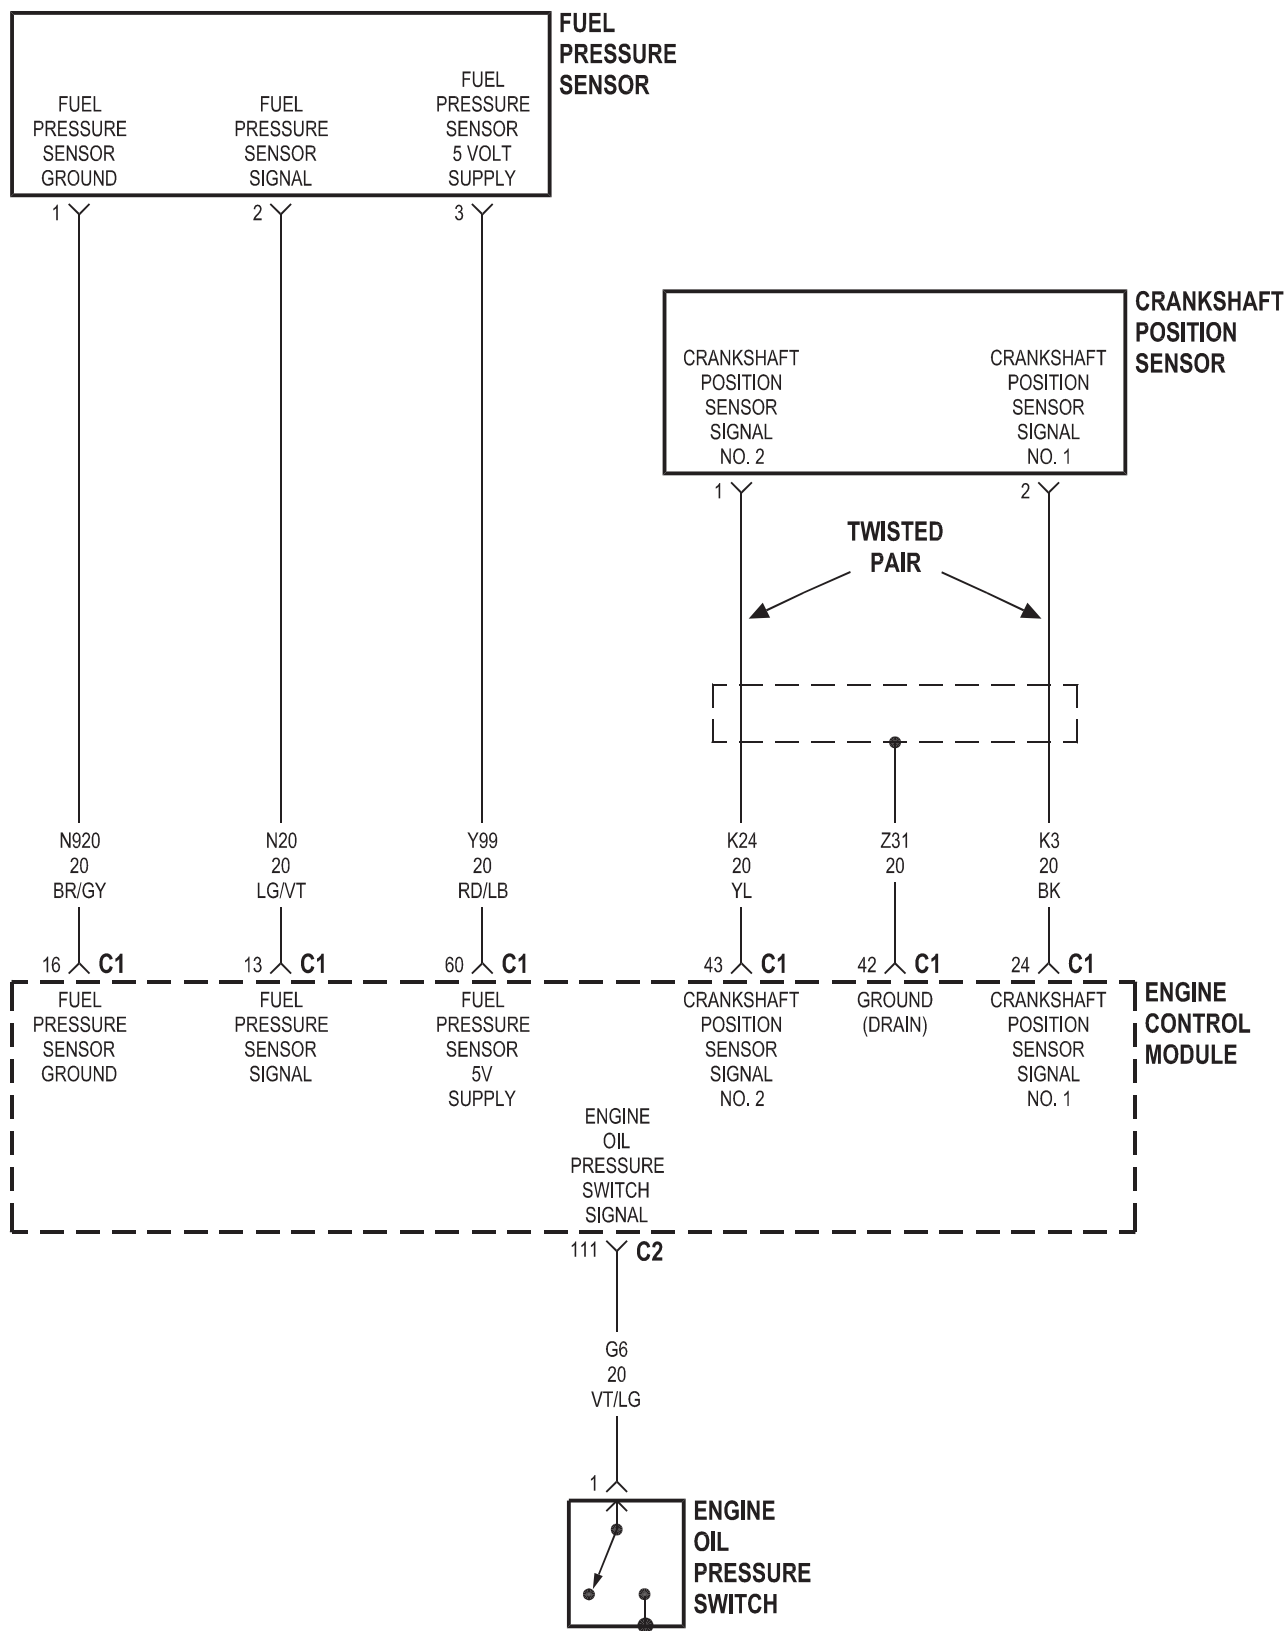 FUEL
PRESSURE
SENSOR
FUEL
PRESSURE
SENSOR
GROUND
FUEL
PRESSURE
SENSOR
SIGNAL
FUEL
PRESSURE
SENSOR
5 VOLT
SUPPLY
1
2
3
CRANKSHAFT
POSITION
SENSOR
CRANKSHAFT
POSITION
SENSOR
SIGNAL
NO. 2
CRANKSHAFT
POSITION
SENSOR
SIGNAL
NO. 1
1
2
TWISTED
PAIR
N920
20
BR/GY
N20
20
LG/VT
Y99
20
RD/LB
K24
20
YL
Z31
20
K3
20
BK
16 C1
13 C1
60 C1
43 C1
42 C1
24 C1
ENGINE
CONTROL
MODULE
FUEL
PRESSURE
SENSOR
GROUND
FUEL
PRESSURE
SENSOR
SIGNAL
FUEL
PRESSURE
SENSOR
5V
SUPPLY
CRANKSHAFT
POSITION
SENSOR
SIGNAL
NO. 2
GROUND
(DRAIN)
CRANKSHAFT
POSITION
SENSOR
SIGNAL
NO. 1
ENGINE
OIL
PRESSURE
SWITCH
SIGNAL
111 C2
G6
20
VT/LG
1
ENGINE
OIL
PRESSURE
SWITCH